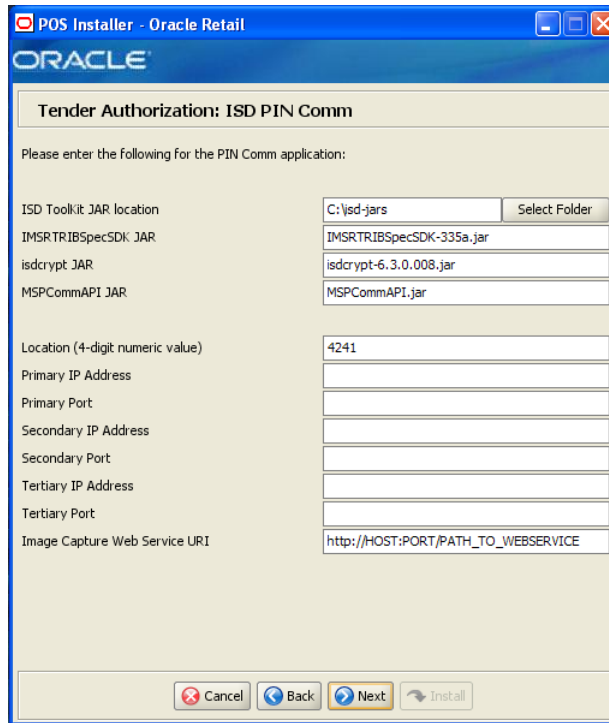 POS Installer - Oracle Retail
ORACLE
Tender Authorization: ISD PIN Comm
Please enter the following for the PIN Comm application:
ISD ToolKit JAR location C:\isd-jars Select Folder
IMSRTRIBSpecSDK JAR IMSRTRIBSpecSDK-335a.jar
isdcrypt JAR isdcrypt-6.3.0.008.jar
MSPCommAPI JAR MSPCommAPI.jar
Location (4-digit numeric value) 4241
Primary IP Address
Primary Port
Secondary IP Address
Secondary Port
Tertiary IP Address
Tertiary Port
Image Capture Web Service URI http://HOST:PORT/PATH_TO_WEBSERVICE
Cancel Back Next Install